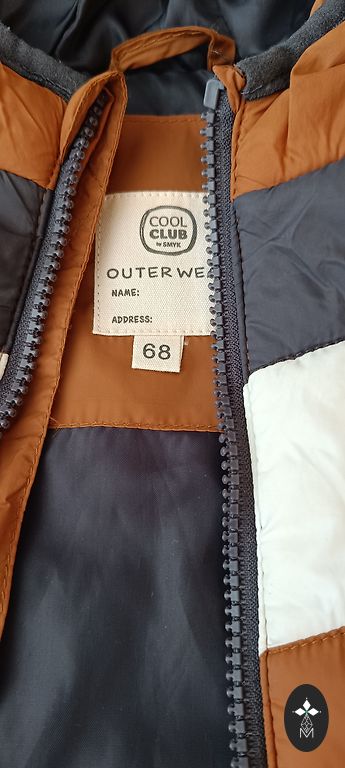 COOL
CLUB
by SMYK
OUTER WE
NAME:
ADDRESS:
68